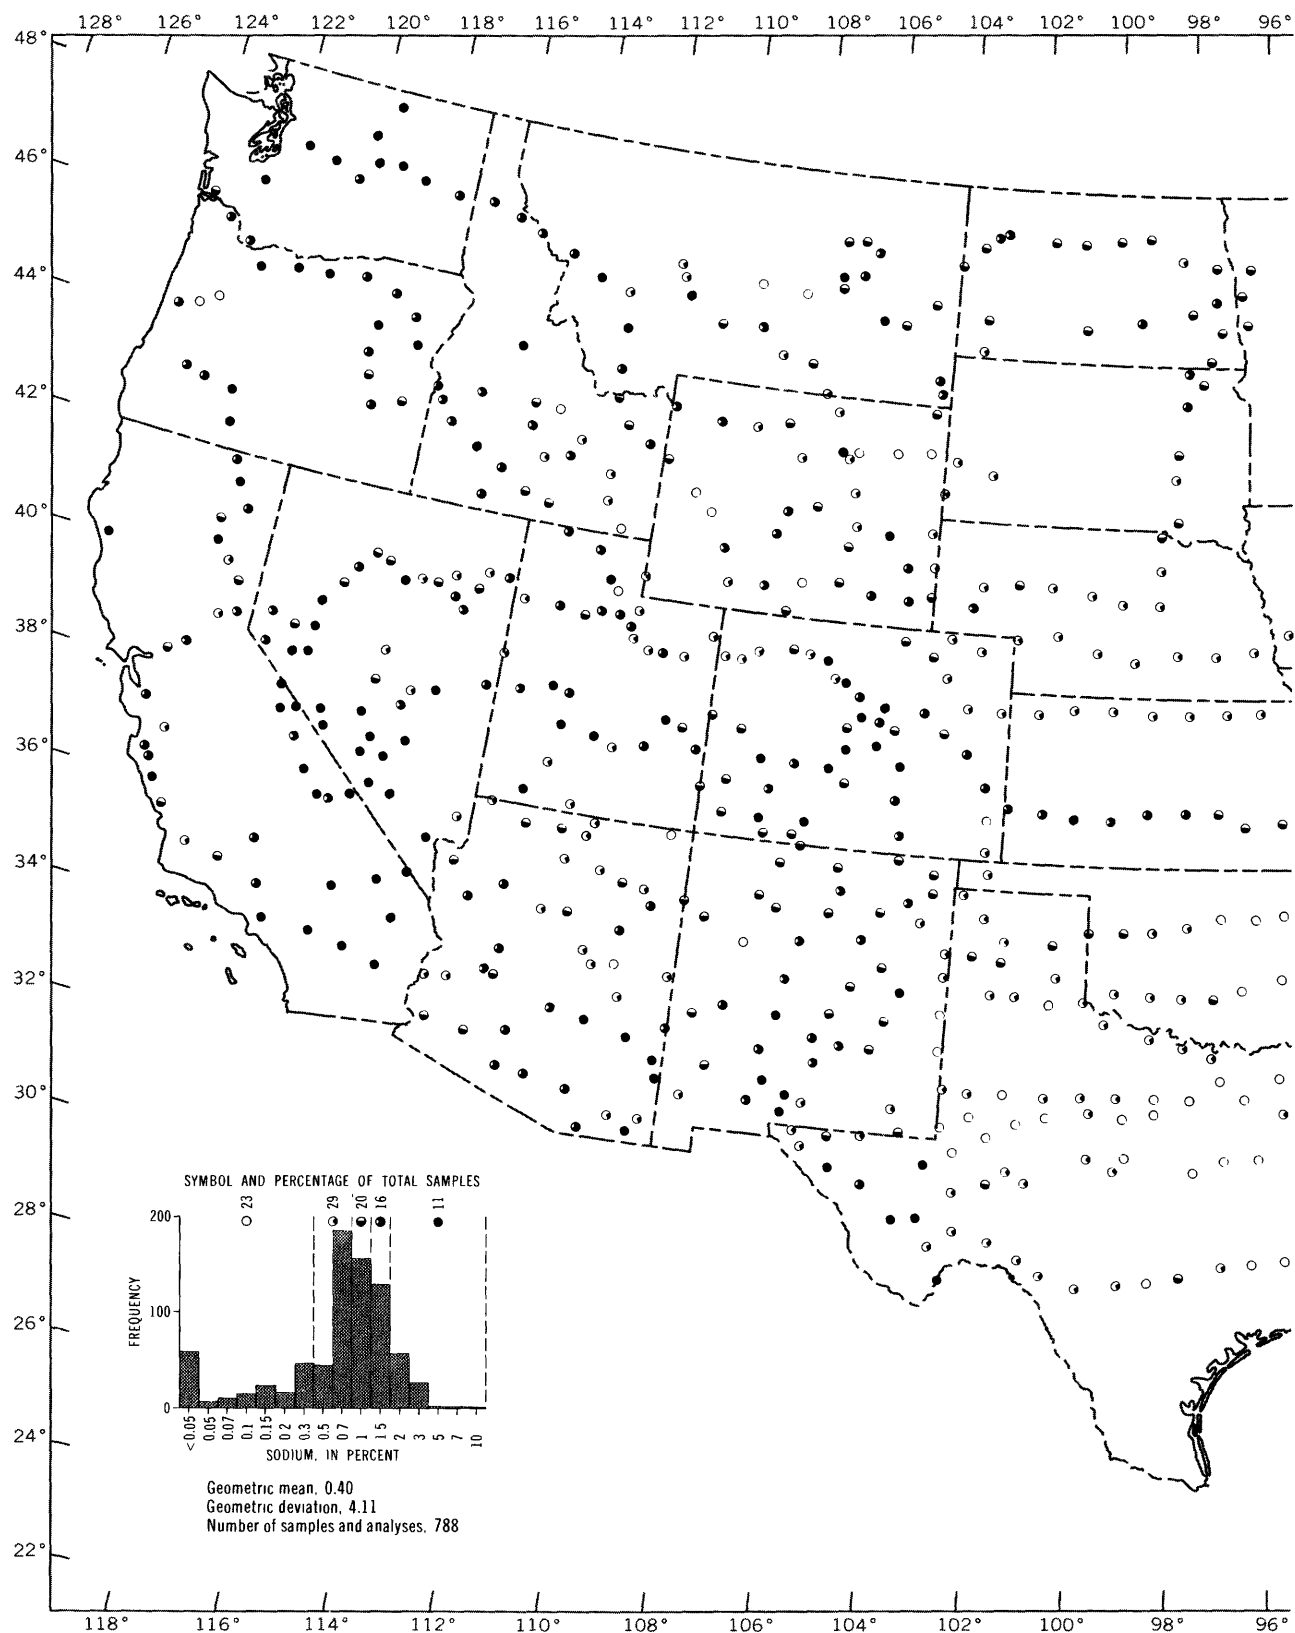 128° 126° 124° 122° 120° 118° 116° 114° 112° 110° 108° 106° 104° 102° 100° 98° 96°
48°
46°
44°
42°
40°
38°
36°
34°
32°
30°
28°
26°
24°
22°
SYMBOL AND PERCENTAGE OF TOTAL SAMPLES
23 29 20 16 11
200
100
0
FREQUENCY
<0.05 0.05 0.07 0.1 0.15 0.2 0.3 0.5 0.7 1 1.5 2 3 5 7 10
SODIUM, IN PERCENT
Geometric mean, 0.40
Geometric deviation, 4.11
Number of samples and analyses, 788
118° 116° 114° 112° 110° 108° 106° 104° 102° 100° 98° 96°